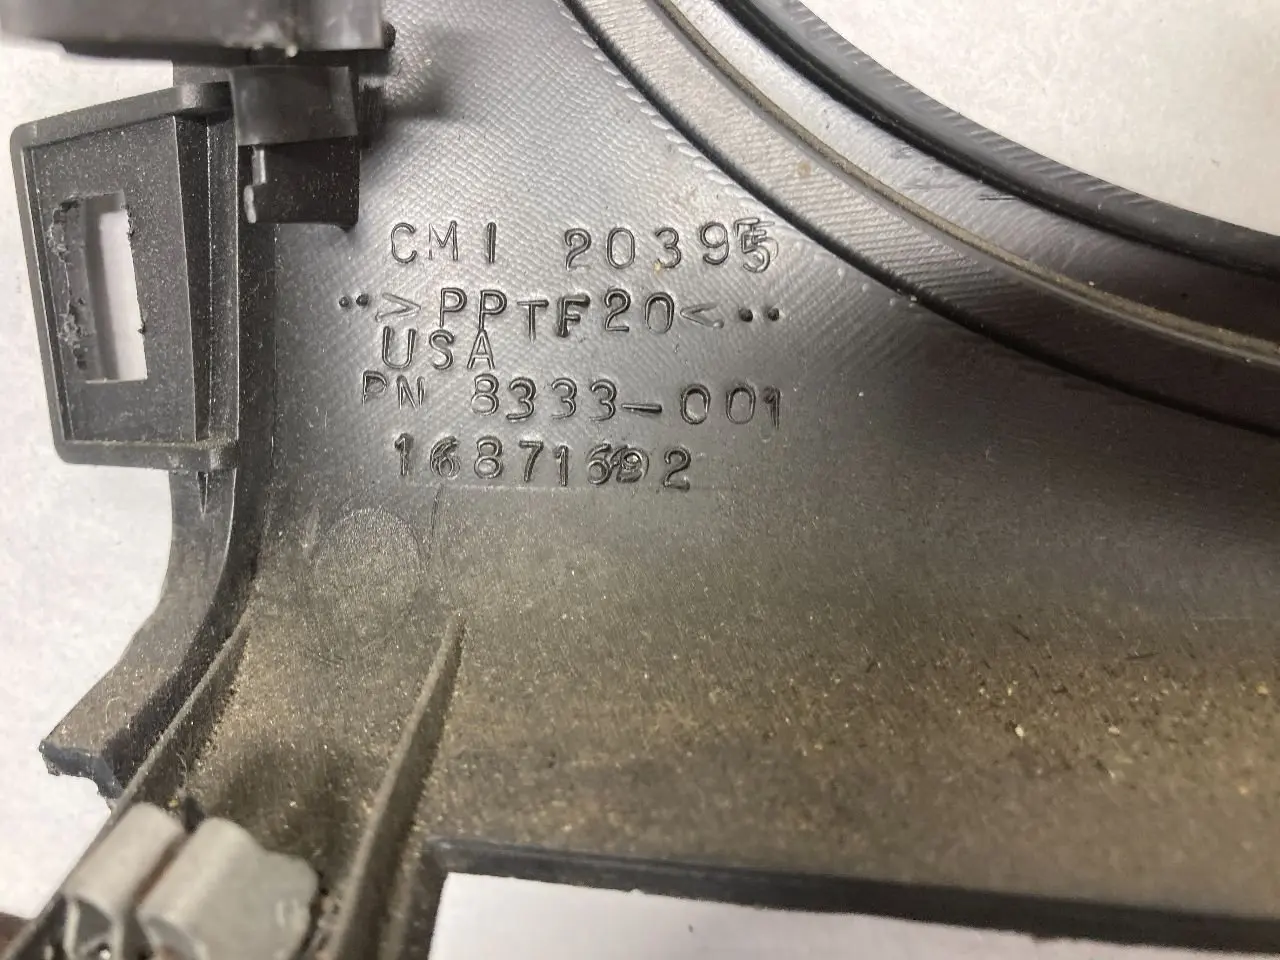 CMI 20395
··>PPTF20<··
USA
PN 8333-001